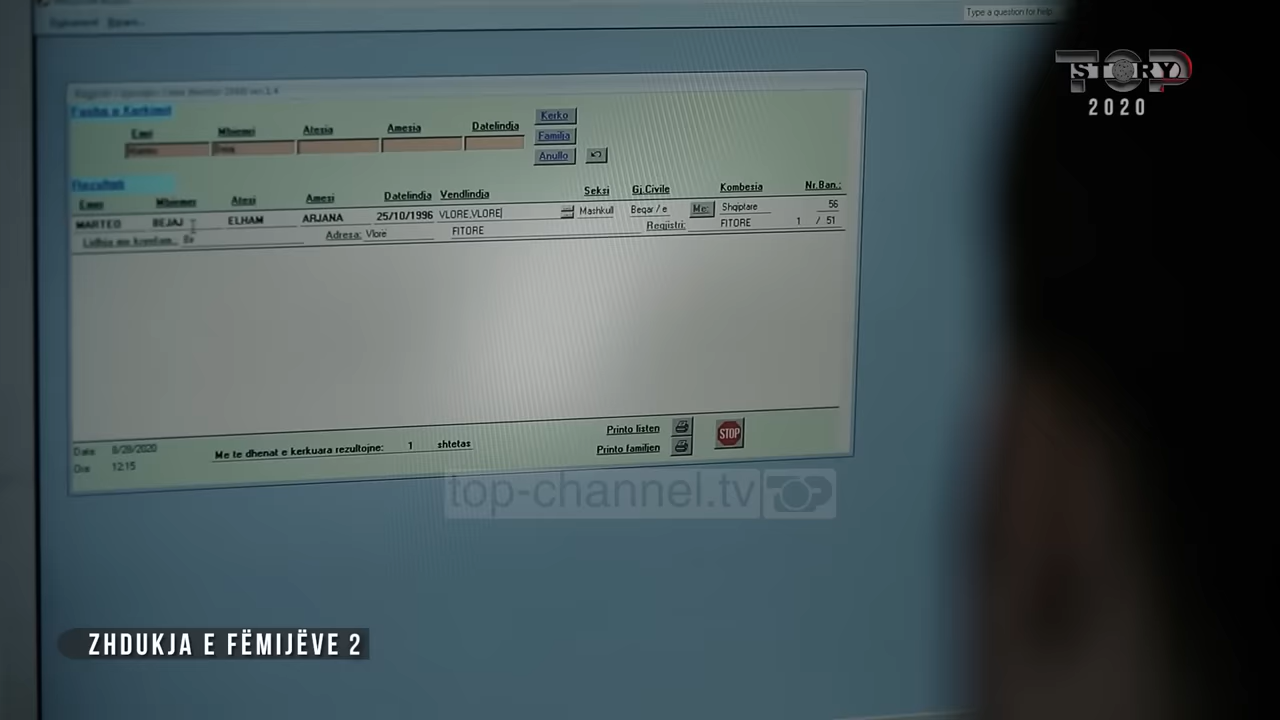 Type a question for help
TOP STORY
2020
Kerko
Emri Mbiemri Atesia Amesia Datelindja
Familja
Anullo
Rezultati
Emri Mbiemri Atesi Amesi Datelindja Vendlindja Seksi Gj.Civile Kombesia Nr.Ban.:
MARTEO BEJAJ ELHAM ARJANA 25/10/1996 VLORE,VLORE Mashkull Beqar / e Me: Shqiptare 56
Adresa: Vlore FITORE Regjistri: FITORE 1 / 51
Printo listen
Printo familjen
STOP
Data 8/28/2020
Ora 12:15
Me te dhenat e kerkuara rezultojne: 1 shtetas
top-channel.tv TOP
ZHDUKJA E FËMIJËVE 2